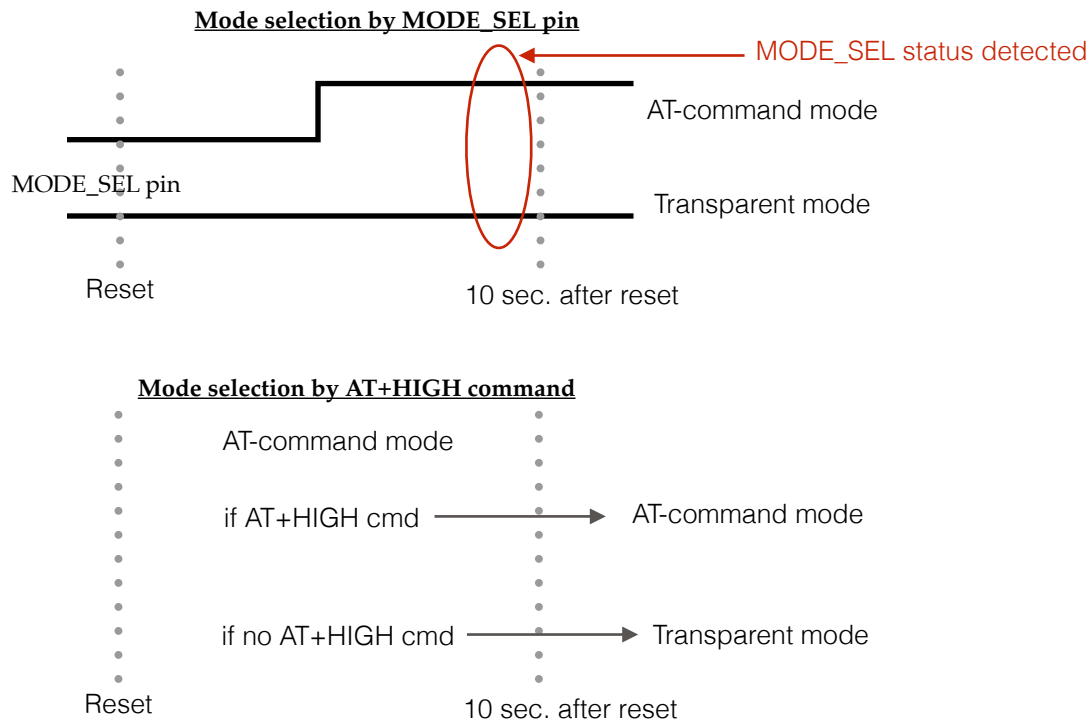 Mode selection by MODE_SEL pin
MODE_SEL status detected
AT-command mode
MODE_SEL pin
Transparent mode
Reset
10 sec. after reset
Mode selection by AT+HIGH command
AT-command mode
if AT+HIGH cmd
AT-command mode
if no AT+HIGH cmd
Transparent mode
Reset
10 sec. after reset